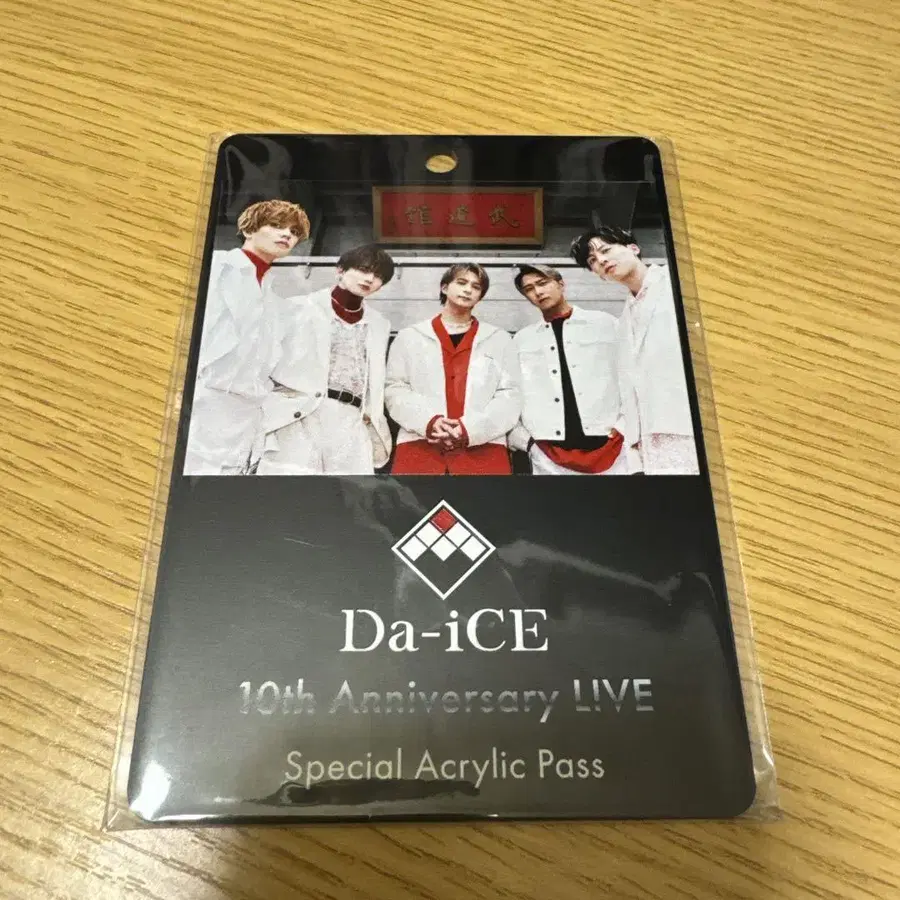 館道武
Da-iCE
10th Anniversary LIVE
Special Acrylic Pass